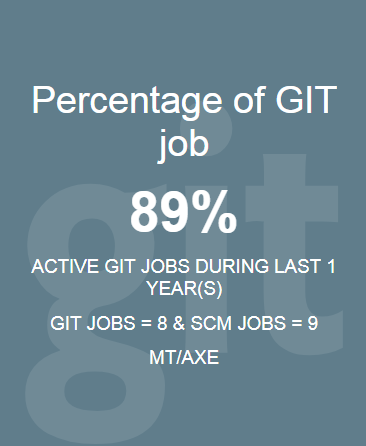 Percentage of GIT
job
89%
ACTIVE GIT JOBS DURING LAST 1
YEAR(S)
GIT JOBS = 8 & SCM JOBS = 9
MT/AXE
git